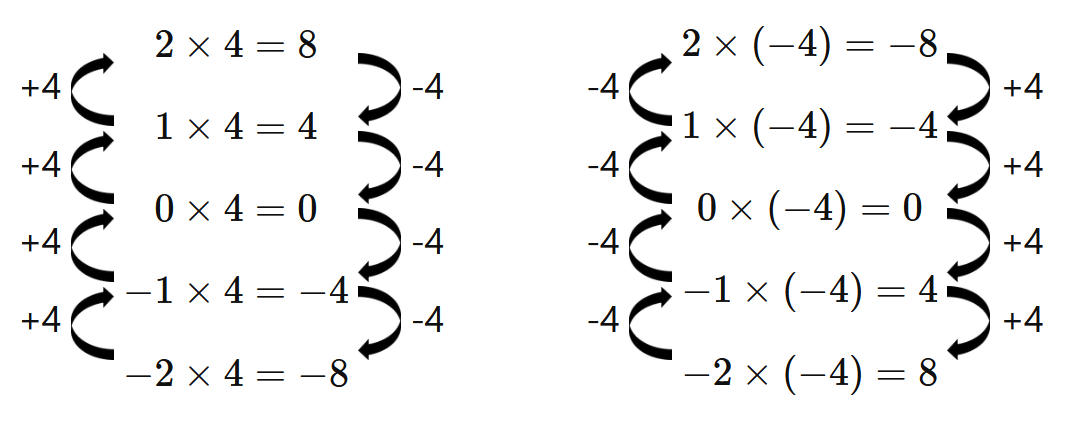 2 × 4 = 8
+4 -4
1 × 4 = 4
+4 -4
0 × 4 = 0
+4 -4
−1 × 4 = −4
+4 -4
−2 × 4 = −8
2 × (−4) = −8
-4 +4
1 × (−4) = −4
-4 +4
0 × (−4) = 0
-4 +4
−1 × (−4) = 4
-4 +4
−2 × (−4) = 8